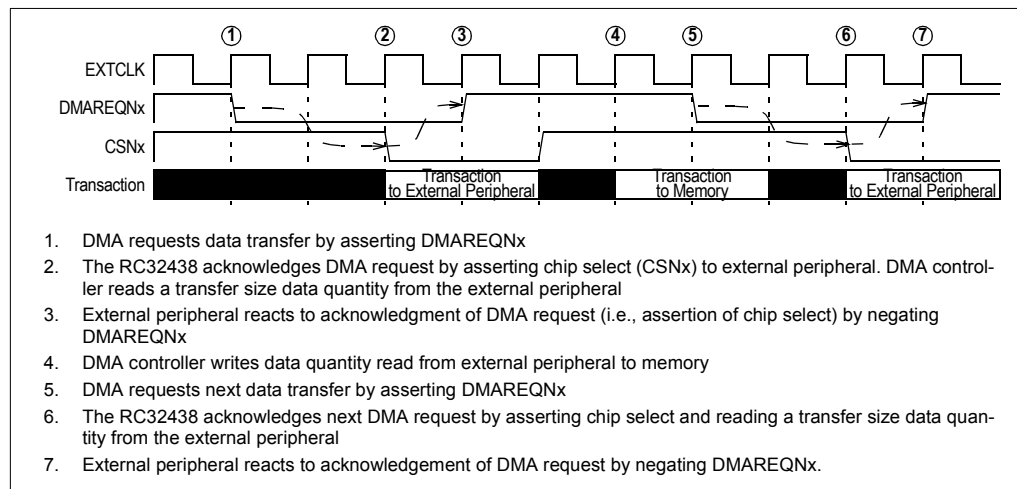 1 2 3 4 5 6 7
EXTCLK
DMAREQNx
CSNx
Transaction
Transaction
to External Peripheral
Transaction
to Memory
Transaction
to External Peripheral
1. DMA requests data transfer by asserting DMAREQNx
2. The RC32438 acknowledges DMA request by asserting chip select (CSNx) to external peripheral. DMA control-
ler reads a transfer size data quantity from the external peripheral
3. External peripheral reacts to acknowledgment of DMA request (i.e., assertion of chip select) by negating
DMAREQNx
4. DMA controller writes data quantity read from external peripheral to memory
5. DMA requests next data transfer by asserting DMAREQNx
6. The RC32438 acknowledges next DMA request by asserting chip select and reading a transfer size data quan-
tity from the external peripheral
7. External peripheral reacts to acknowledgement of DMA request by negating DMAREQNx.